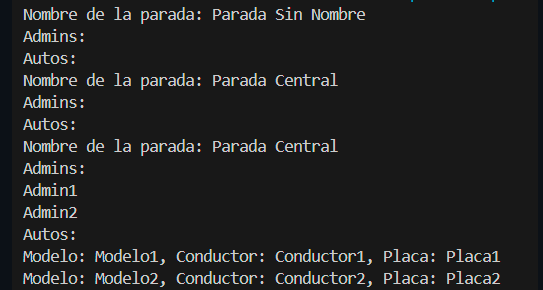 Nombre de la parada: Parada Sin Nombre
Admins:
Autos:
Nombre de la parada: Parada Central
Admins:
Autos:
Nombre de la parada: Parada Central
Admins:
Admin1
Admin2
Autos:
Modelo: Modelo1, Conductor: Conductor1, Placa: Placa1
Modelo: Modelo2, Conductor: Conductor2, Placa: Placa2